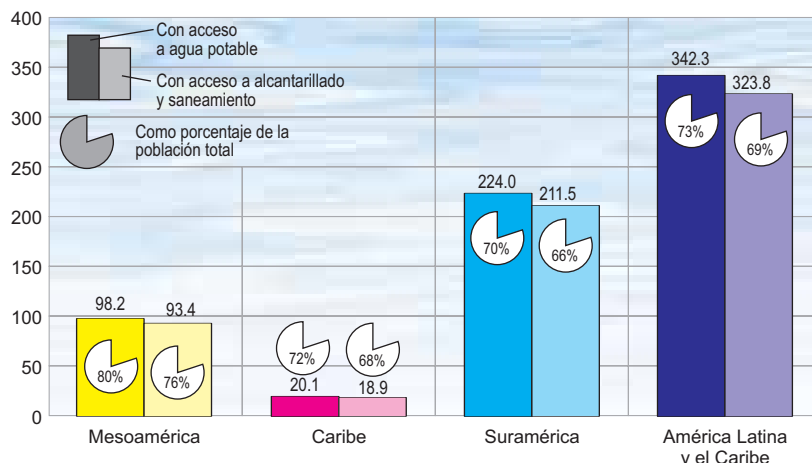 400
350
300
250
200
150
100
50
0
Con acceso
a agua potable
Con acceso a alcantarillado
y saneamiento
Como porcentaje de la
población total
98.2
93.4
80%
76%
72%
68%
20.1
18.9
224.0
211.5
70%
66%
342.3
323.8
73%
69%
Mesoamérica
Caribe
Suramérica
América Latina
y el Caribe